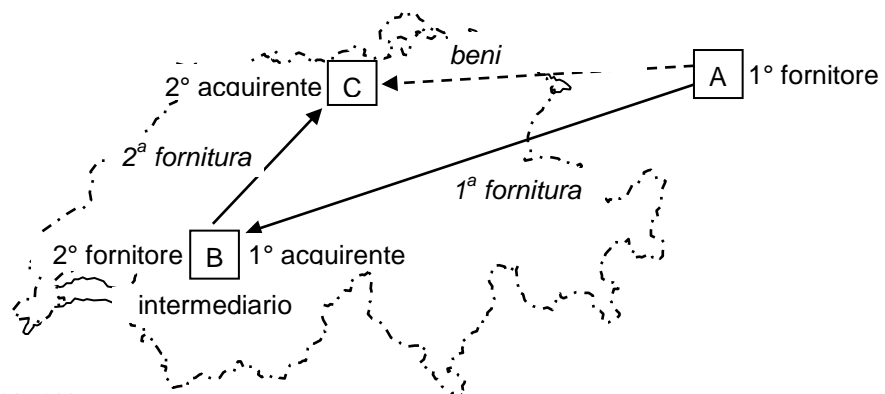 beni
A 1° fornitore
2° acquirente C
2ª fornitura
1ª fornitura
2° fornitore B 1° acquirente
intermediario